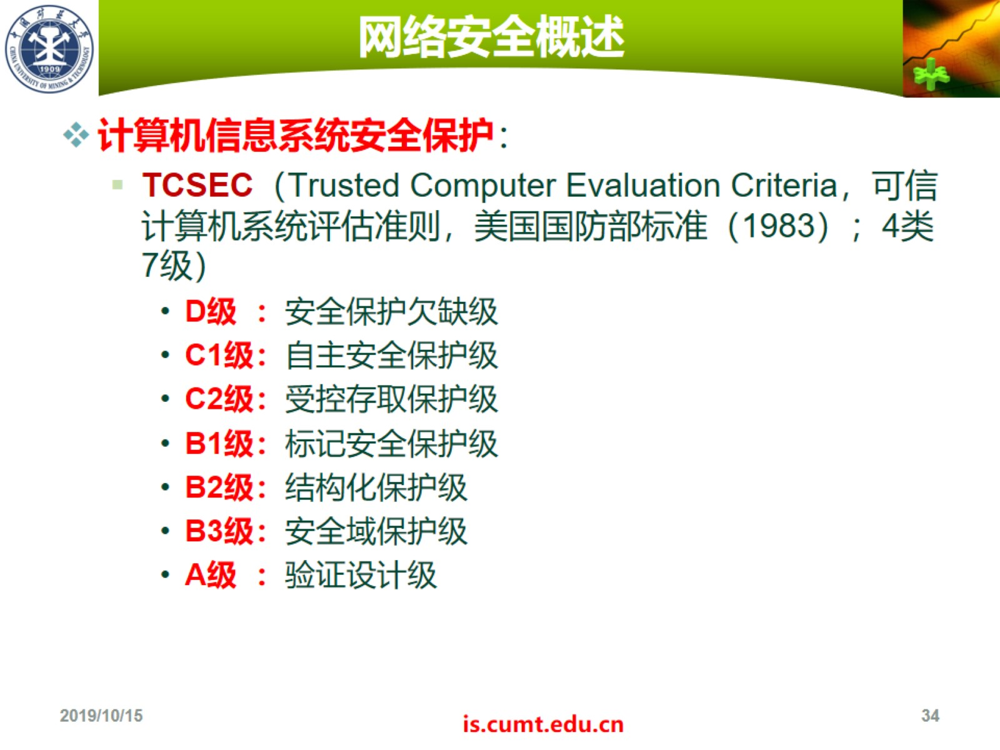 网络安全概述
中国矿业大学
CHINA UNIVERSITY OF MINING & TECHNOLOGY
1909
计算机信息系统安全保护：
TCSEC（Trusted Computer Evaluation Criteria，可信
计算机系统评估准则，美国国防部标准（1983）；4类
7级）
• D级 ：安全保护欠缺级
• C1级：自主安全保护级
• C2级：受控存取保护级
• B1级：标记安全保护级
• B2级：结构化保护级
• B3级：安全域保护级
• A级 ：验证设计级
2019/10/15
is.cumt.edu.cn
34